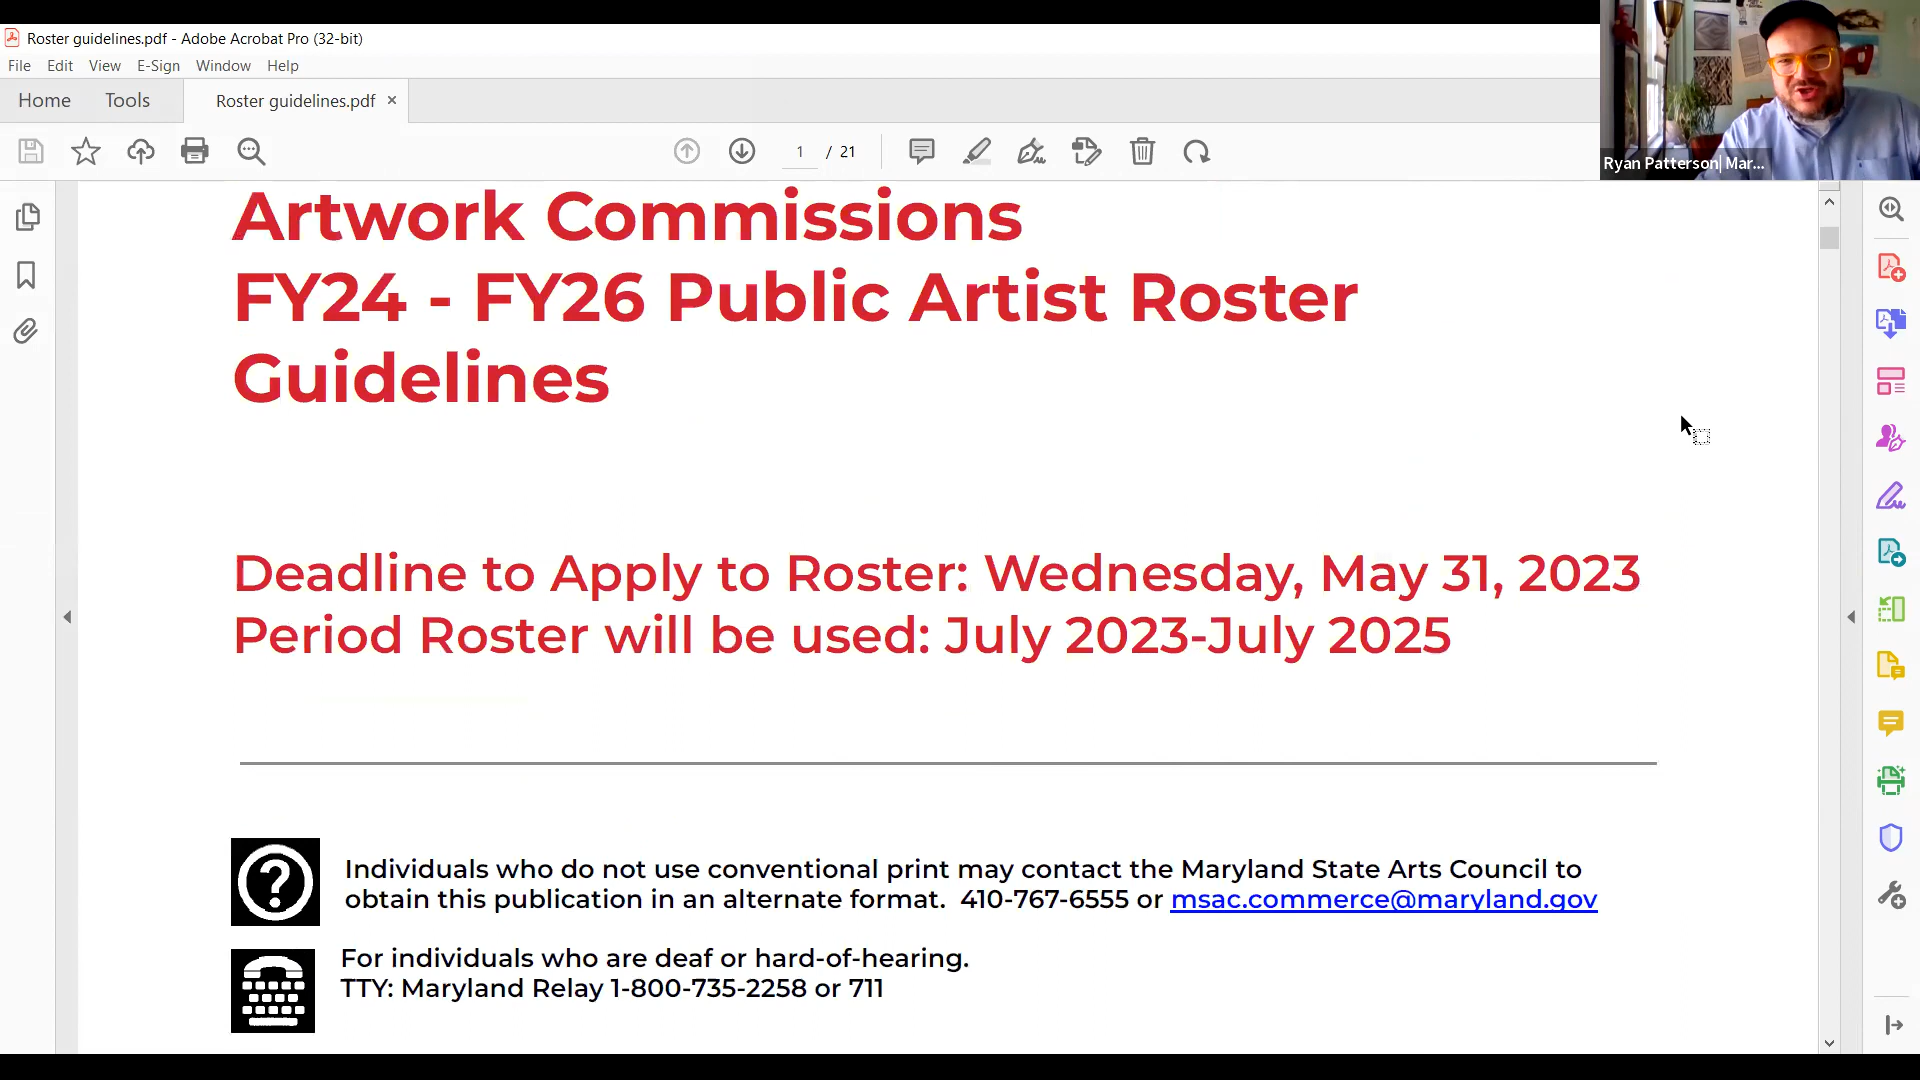 Roster guidelines.pdf - Adobe Acrobat Pro (32-bit)
File Edit View E-Sign Window Help
Home Tools Roster guidelines.pdf ×
1 / 21
Ryan Patterson| Mar...
Artwork Commissions
FY24 - FY26 Public Artist Roster
Guidelines
Deadline to Apply to Roster: Wednesday, May 31, 2023
Period Roster will be used: July 2023-July 2025
Individuals who do not use conventional print may contact the Maryland State Arts Council to
obtain this publication in an alternate format. 410-767-6555 or msac.commerce@maryland.gov
For individuals who are deaf or hard-of-hearing.
TTY: Maryland Relay 1-800-735-2258 or 711